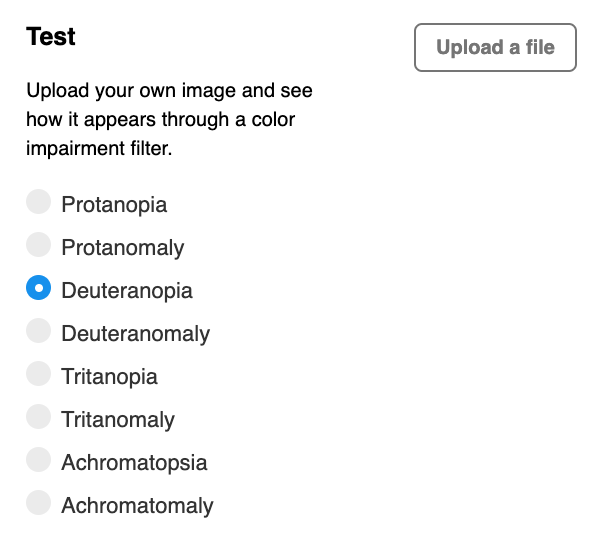 Test
Upload a file
Upload your own image and see
how it appears through a color
impairment filter.
Protanopia
Protanomaly
Deuteranopia
Deuteranomaly
Tritanopia
Tritanomaly
Achromatopsia
Achromatomaly